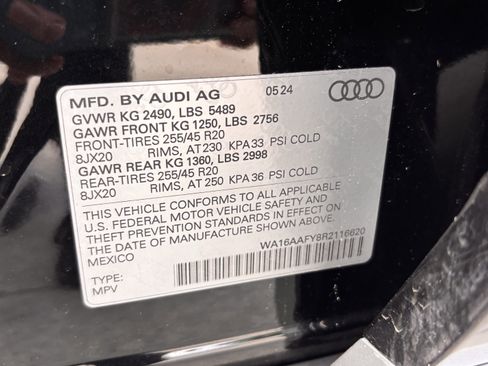 MFD. BY AUDI AG 05 24
GVWR KG 2490, LBS 5489
GAWR FRONT KG 1250, LBS 2756
FRONT-TIRES 255/45 R20
8JX20 RIMS, AT 230 KPA 33 PSI COLD
GAWR REAR KG 1360, LBS 2998
REAR-TIRES 255/45 R20
8JX20 RIMS, AT 250 KPA 36 PSI COLD
THIS VEHICLE CONFORMS TO ALL APPLICABLE
U.S. FEDERAL MOTOR VEHICLE SAFETY AND
THEFT PREVENTION STANDARDS IN EFFECT ON
THE DATE OF MANUFACTURE SHOWN ABOVE.
MEXICO
WA16AAFY8R2116620
TYPE:
MPV